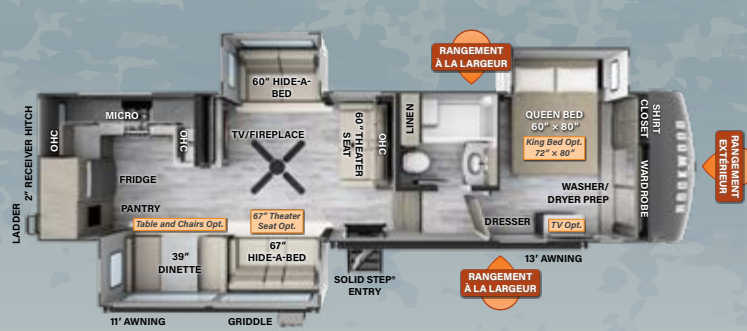 RANGEMENT
À LA LARGEUR
60" HIDE-A-
BED
MICRO
OHC
OHC
TV/FIREPLACE
60" THEATER
SEAT
OHC
LINEN
QUEEN BED
60" × 80"
King Bed Opt.
72" × 80"
SHIRT
CLOSET
WARDROBE
RANGEMENT
EXTÉRIEUR
2" RECEIVER HITCH
LADDER
FRIDGE
PANTRY
Table and Chairs Opt.
67" Theater
Seat Opt.
WASHER/
DRYER PREP
DRESSER
TV Opt.
39"
DINETTE
67"
HIDE-A-BED
SOLID STEP®
ENTRY
13' AWNING
RANGEMENT
À LA LARGEUR
11' AWNING
GRIDDLE